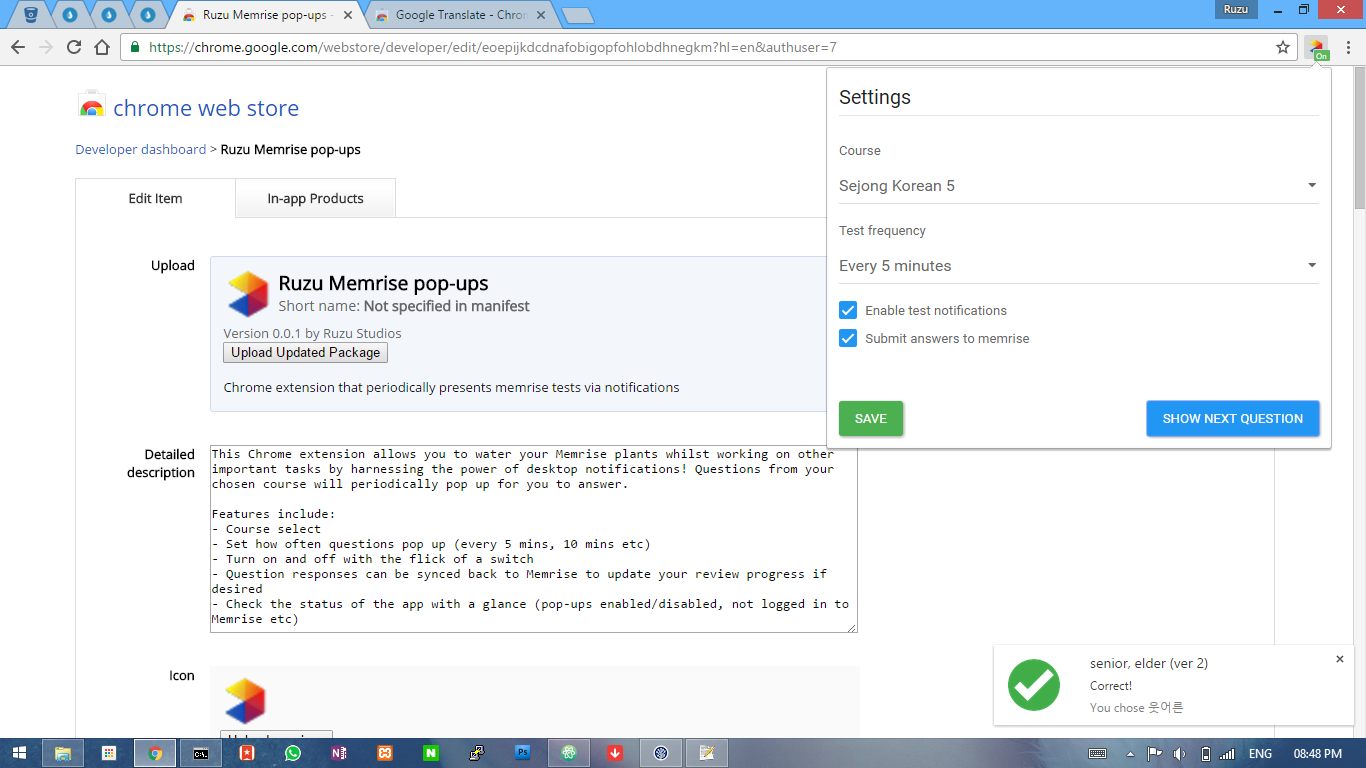 Ruzu Memrise pop-ups -
Google Translate - Chron
Ruzu
https://chrome.google.com/webstore/developer/edit/eoepijkdcdnafobigopfohlobdhnegkm?hl=en&authuser=7
On
chrome web store
Developer dashboard > Ruzu Memrise pop-ups
Edit Item
In-app Products
Upload
Ruzu Memrise pop-ups
Short name: Not specified in manifest
Version 0.0.1 by Ruzu Studios
Upload Updated Package
Chrome extension that periodically presents memrise tests via notifications
Settings
Course
Sejong Korean 5
Test frequency
Every 5 minutes
Enable test notifications
Submit answers to memrise
SAVE
SHOW NEXT QUESTION
Detailed
description
This Chrome extension allows you to water your Memrise plants whilst working on other
important tasks by harnessing the power of desktop notifications! Questions from your
chosen course will periodically pop up for you to answer.
Features include:
- Course select
- Set how often questions pop up (every 5 mins, 10 mins etc)
- Turn on and off with the flick of a switch
- Question responses can be synced back to Memrise to update your review progress if
desired
- Check the status of the app with a glance (pop-ups enabled/disabled, not logged in to
Memrise etc)
Icon
senior, elder (ver 2)
Correct!
You chose 웃어른
ENG
08:48 PM